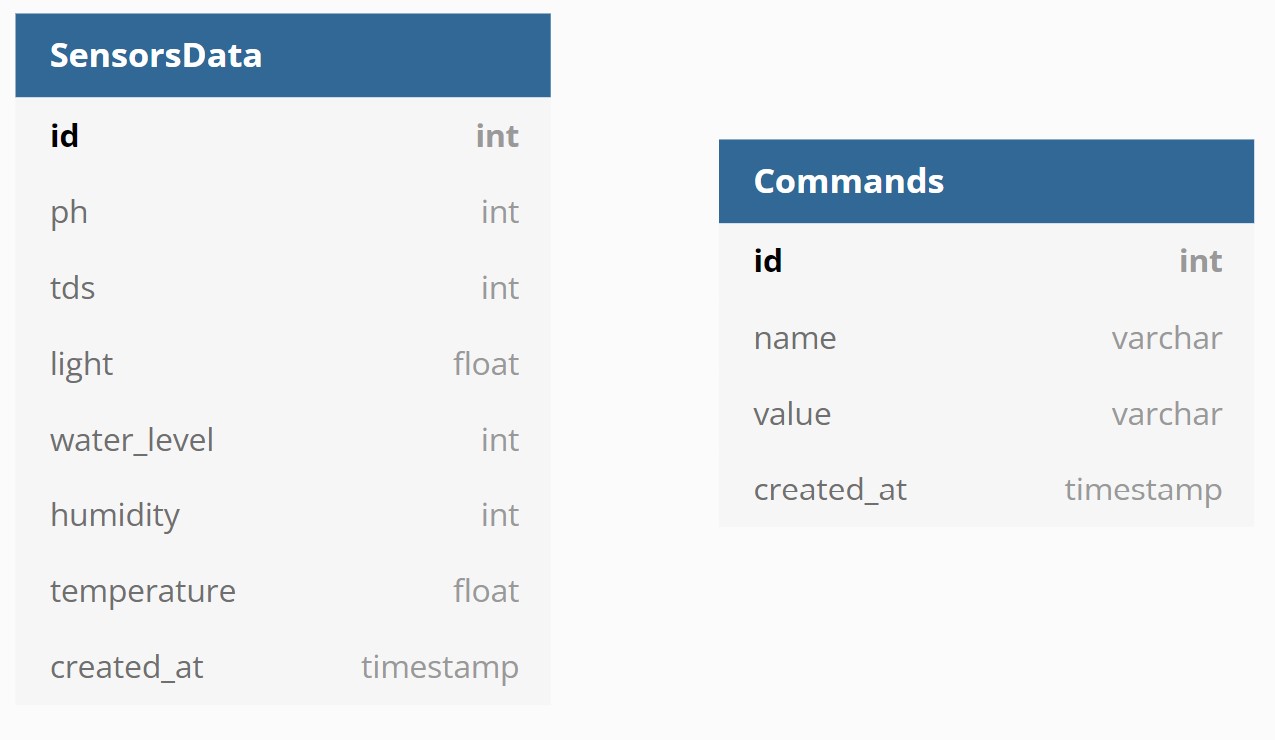 SensorsData
id int
ph int
tds int
light float
water_level int
humidity int
temperature float
created_at timestamp
Commands
id int
name varchar
value varchar
created_at timestamp